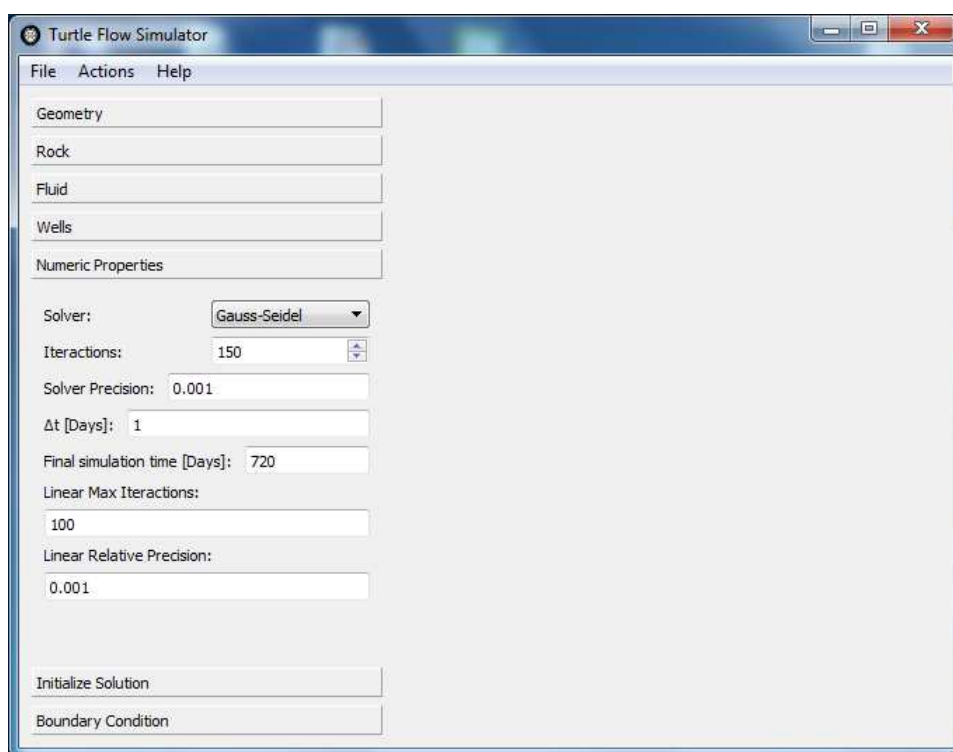 Turtle Flow Simulator
File Actions Help
Geometry
Rock
Fluid
Wells
Numeric Properties
Solver: Gauss-Seidel
Iteractions: 150
Solver Precision: 0.001
Δt [Days]: 1
Final simulation time [Days]: 720
Linear Max Iteractions:
100
Linear Relative Precision:
0.001
Initialize Solution
Boundary Condition